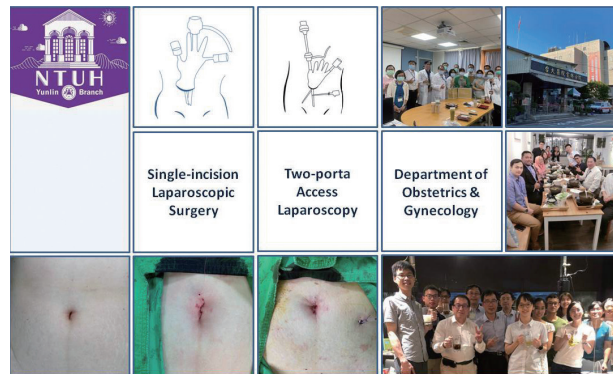 NTUH
Yunlin Branch
Single-incision
Laparoscopic
Surgery
Two-porta
Access
Laparoscopy
Department of
Obstetrics &
Gynecology